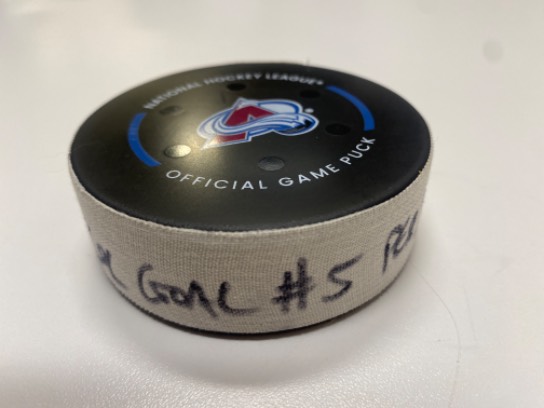 NATIONAL HOCKEY LEAGUE®
OFFICIAL GAME PUCK
GOAL #5